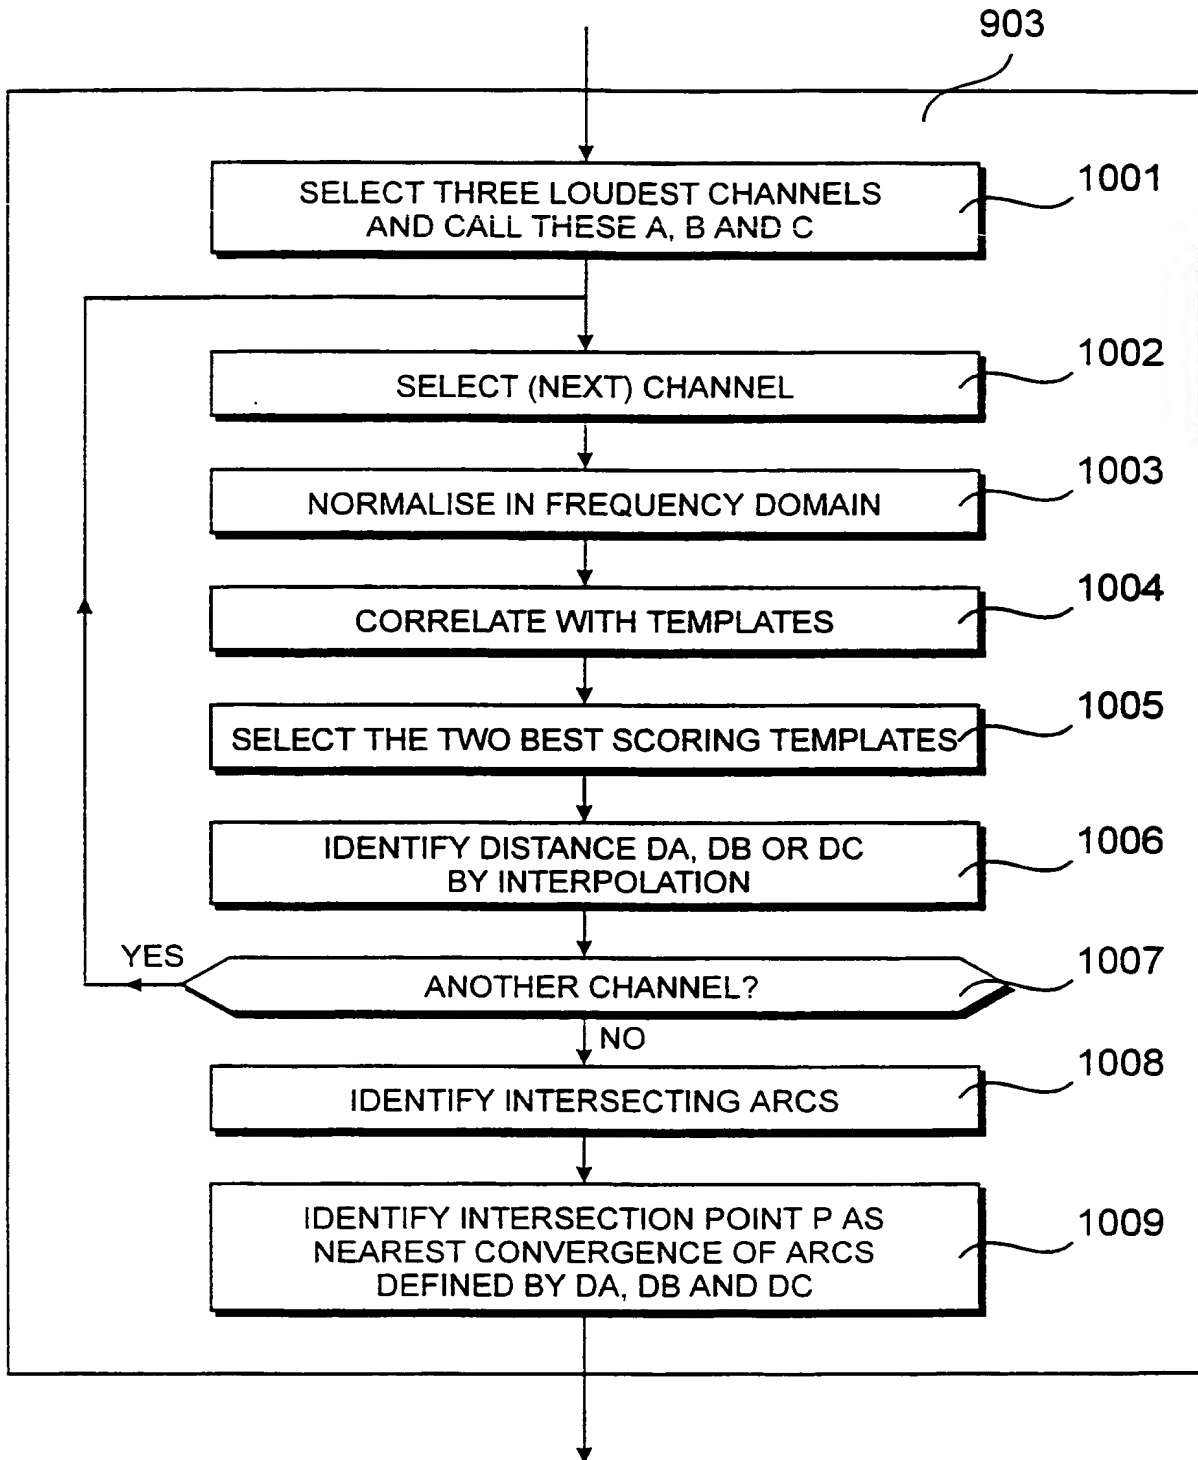 903
SELECT THREE LOUDEST CHANNELS
AND CALL THESE A, B AND C
1001
SELECT (NEXT) CHANNEL
1002
NORMALISE IN FREQUENCY DOMAIN
1003
CORRELATE WITH TEMPLATES
1004
SELECT THE TWO BEST SCORING TEMPLATES
1005
IDENTIFY DISTANCE DA, DB OR DC
BY INTERPOLATION
1006
YES
ANOTHER CHANNEL?
1007
NO
IDENTIFY INTERSECTING ARCS
1008
IDENTIFY INTERSECTION POINT P AS
NEAREST CONVERGENCE OF ARCS
DEFINED BY DA, DB AND DC
1009